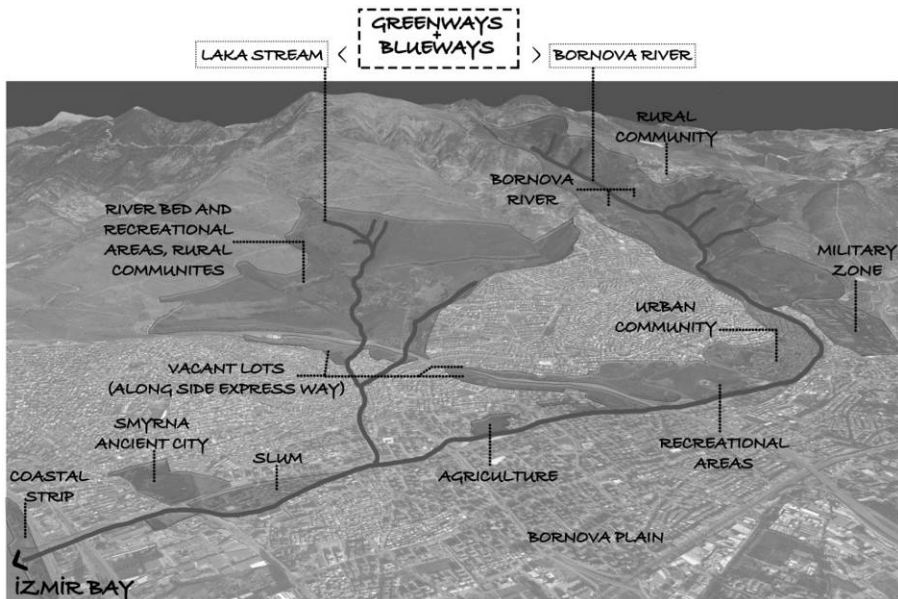 GREENWAYS
+
BLUEWAYS
LAKA STREAM
<
>
BORNOVA RIVER
RURAL
COMMUNITY
BORNOVA
RIVER
RIVER BED AND
RECREATIONAL
AREAS, RURAL
COMMUNITES
MILITARY
ZONE
URBAN
COMMUNITY
VACANT LOTS
(ALONG SIDE EXPRESS WAY)
SMYRNA
ANCIENT CITY
SLUM
AGRICULTURE
RECREATIONAL
AREAS
COASTAL
STRIP
BORNOVA PLAIN
İZMİR BAY